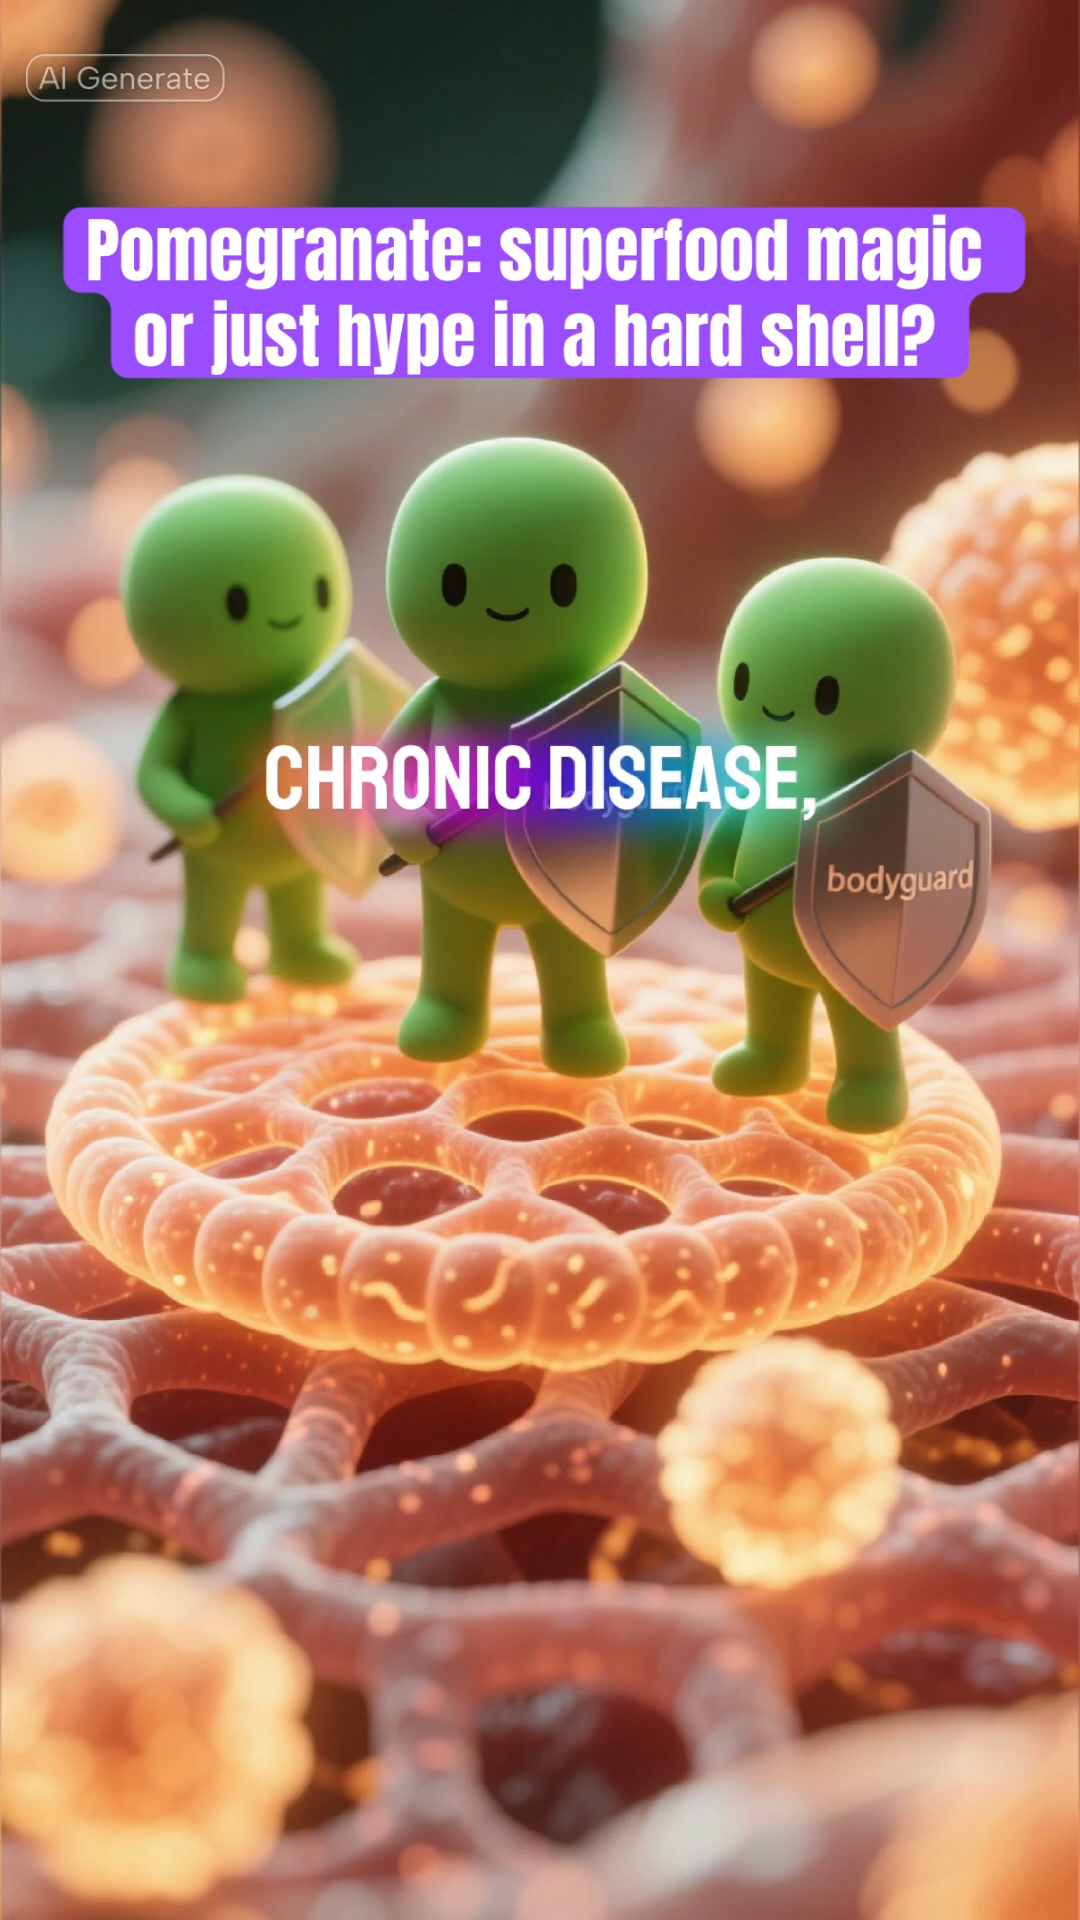 AI Generate
Pomegranate: superfood magic
or just hype in a hard shell?
CHRONIC DISEASE,
bodyguard